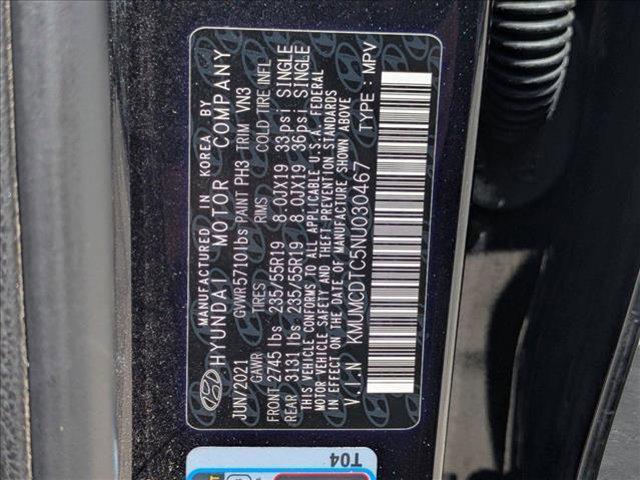 MANUFACTURED IN KOREA BY
HYUNDAI MOTOR COMPANY
JUN/2021 GVWR 5710lbs PAINT PH3 TRIM VN3
GAWR TIRES RIMS COLD TIRE INFL
FRONT 2745 lbs 235/55R19 8.0JX19 33psi SINGLE
REAR 3131 lbs 235/55R19 8.0JX19 36psi SINGLE
THIS VEHICLE CONFORMS TO ALL APPLICABLE U.S.A. FEDERAL
MOTOR VEHICLE SAFETY AND THEFT PREVENTION STANDARDS
IN EFFECT ON THE DATE OF MANUFACTURE SHOWN ABOVE
V.I.N KMUMCDTC5NU030467 TYPE : MPV
T04